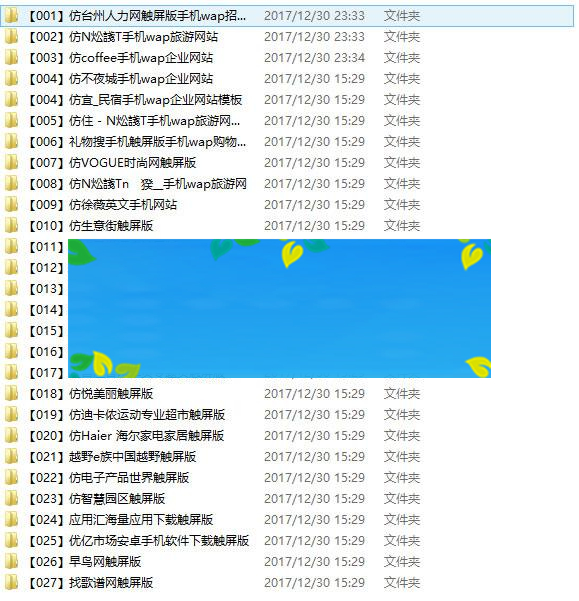 【001】仿台州人力网触屏版手机wap招... 2017/12/30 23:33 文件夹
【002】仿N炂謢T手机wap旅游网站 2017/12/30 23:33 文件夹
【003】仿coffee手机wap企业网站 2017/12/30 23:34 文件夹
【004】仿不夜城手机wap企业网站 2017/12/30 15:29 文件夹
【004】仿宜_民宿手机wap企业网站模板 2017/12/30 15:29 文件夹
【005】仿住 - N炂謢T手机wap旅游网... 2017/12/30 15:29 文件夹
【006】礼物搜手机触屏版手机wap购物... 2017/12/30 15:29 文件夹
【007】仿VOGUE时尚网触屏版 2017/12/30 15:29 文件夹
【008】仿N炂謢Tn 猤__手机wap旅游网 2017/12/30 15:29 文件夹
【009】仿徐薇英文手机网站 2017/12/30 15:29 文件夹
【010】仿生意街触屏版 2017/12/30 15:29 文件夹
【011】
【012】
【013】
【014】
【015】
【016】
【017】
【018】仿悦美丽触屏版 2017/12/30 15:29 文件夹
【019】仿迪卡侬运动专业超市触屏版 2017/12/30 15:29 文件夹
【020】仿Haier 海尔家电家居触屏版 2017/12/30 15:29 文件夹
【021】越野e族中国越野触屏版 2017/12/30 15:29 文件夹
【022】仿电子产品世界触屏版 2017/12/30 15:29 文件夹
【023】仿智慧园区触屏版 2017/12/30 15:29 文件夹
【024】应用汇海量应用下载触屏版 2017/12/30 15:29 文件夹
【025】优亿市场安卓手机软件下载触屏版 2017/12/30 15:29 文件夹
【026】早鸟网触屏版 2017/12/30 15:29 文件夹
【027】找歌谱网触屏版 2017/12/30 15:29 文件夹